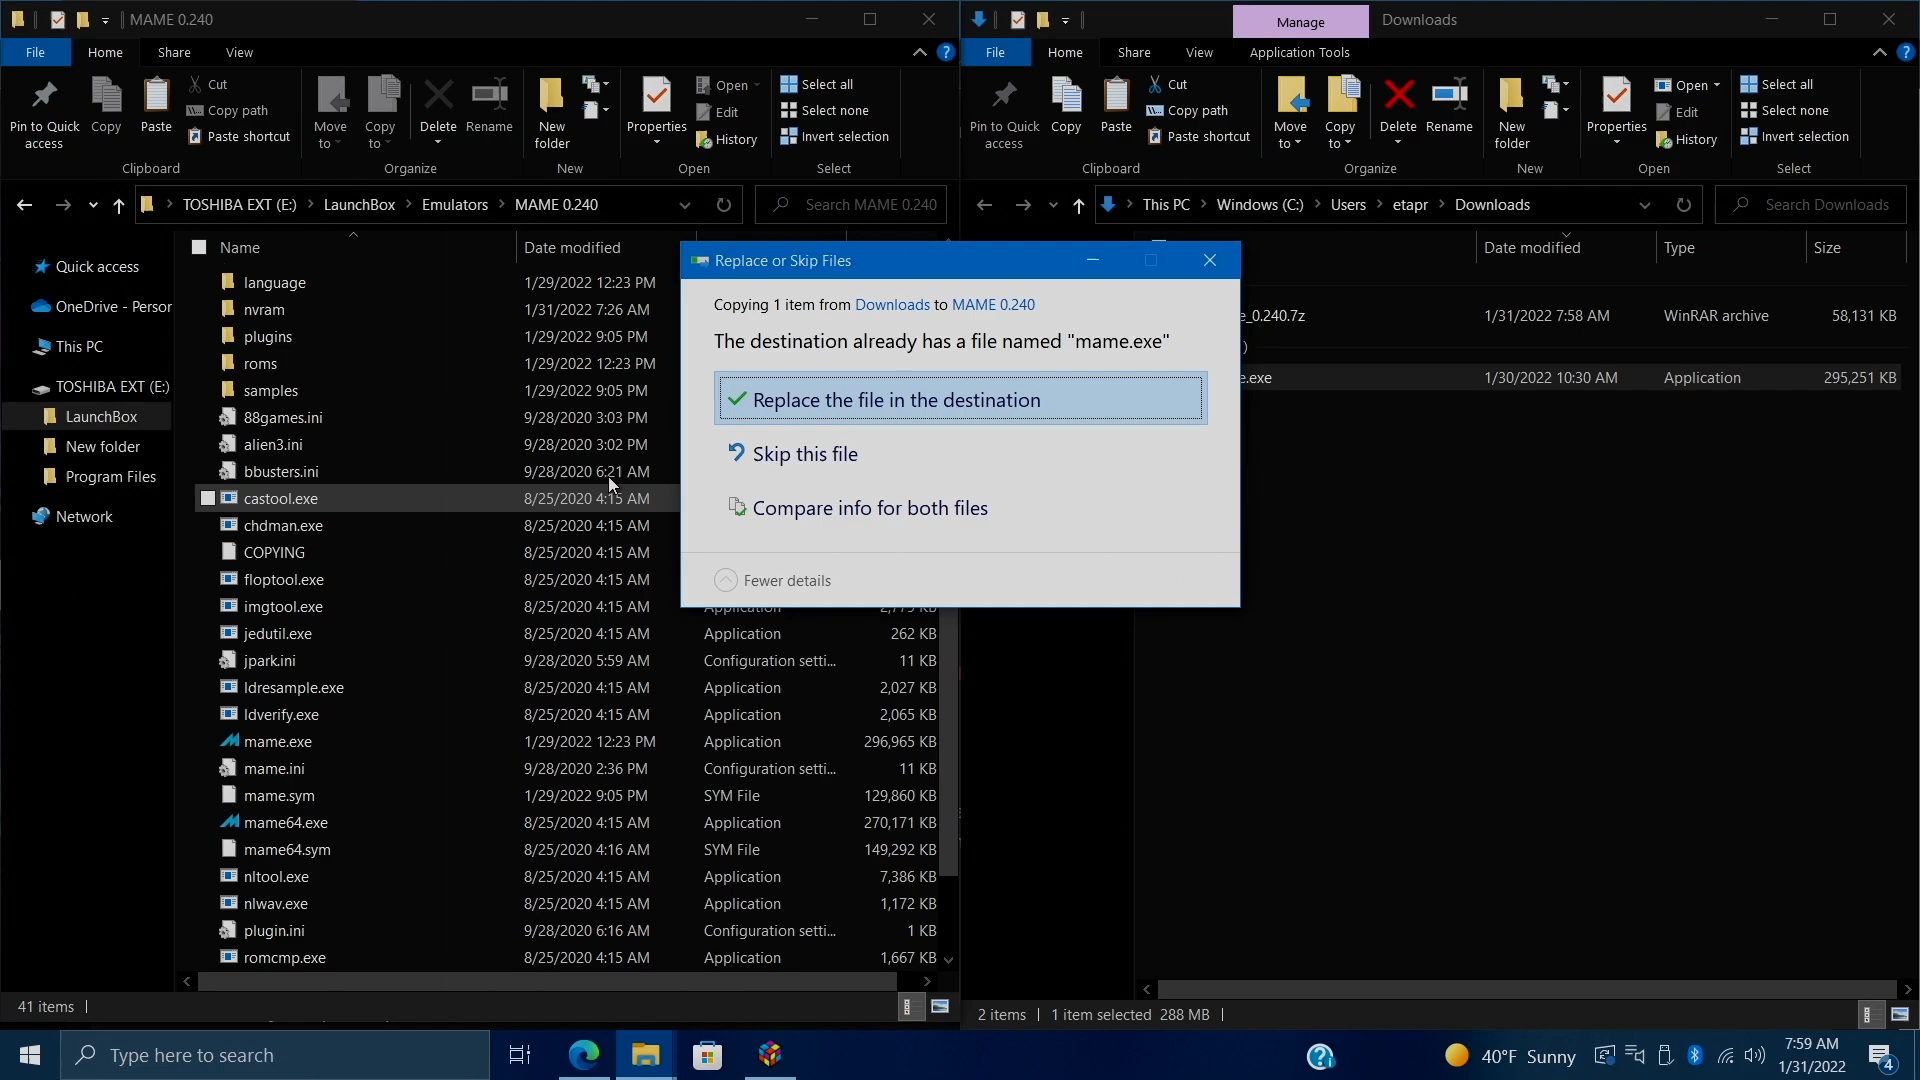 MAME 0.240
File
Home
Share
View
Pin to Quick access
Copy
Paste
Cut
Copy path
Paste shortcut
Clipboard
Move to
Copy to
Delete
Rename
Organize
New folder
New
Properties
Open
Edit
History
Open
Select all
Select none
Invert selection
Select
TOSHIBA EXT (E:) > LaunchBox > Emulators > MAME 0.240
Search MAME 0.240
Quick access
OneDrive - Persor
This PC
TOSHIBA EXT (E:)
LaunchBox
New folder
Program Files
Network
Name Date modified
language 1/29/2022 12:23 PM
nvram 1/31/2022 7:26 AM
plugins 1/29/2022 9:05 PM
roms 1/29/2022 12:23 PM
samples 1/29/2022 9:05 PM
88games.ini 9/28/2020 3:03 PM
alien3.ini 9/28/2020 3:02 PM
bbusters.ini 9/28/2020 6:21 AM
castool.exe 8/25/2020 4:15 AM
chdman.exe 8/25/2020 4:15 AM
COPYING 8/25/2020 4:15 AM
floptool.exe 8/25/2020 4:15 AM
imgtool.exe 8/25/2020 4:15 AM Application 2,779 KB
jedutil.exe 8/25/2020 4:15 AM Application 262 KB
jpark.ini 9/28/2020 5:59 AM Configuration setti... 11 KB
ldresample.exe 8/25/2020 4:15 AM Application 2,027 KB
ldverify.exe 8/25/2020 4:15 AM Application 2,065 KB
mame.exe 1/29/2022 12:23 PM Application 296,965 KB
mame.ini 9/28/2020 2:36 PM Configuration setti... 11 KB
mame.sym 1/29/2022 9:05 PM SYM File 129,860 KB
mame64.exe 8/25/2020 4:15 AM Application 270,171 KB
mame64.sym 8/25/2020 4:16 AM SYM File 149,292 KB
nltool.exe 8/25/2020 4:15 AM Application 7,386 KB
nlwav.exe 8/25/2020 4:15 AM Application 1,172 KB
plugin.ini 9/28/2020 6:16 AM Configuration setti... 1 KB
romcmp.exe 8/25/2020 4:15 AM Application 1,667 KB
41 items
Replace or Skip Files
Copying 1 item from Downloads to MAME 0.240
The destination already has a file named "mame.exe"
Replace the file in the destination
Skip this file
Compare info for both files
Fewer details
Manage
Downloads
File
Home
Share
View
Application Tools
Pin to Quick access
Copy
Paste
Cut
Copy path
Paste shortcut
Clipboard
Move to
Copy to
Delete
Rename
Organize
New folder
New
Properties
Open
Edit
History
Open
Select all
Select none
Invert selection
Select
This PC > Windows (C:) > Users > etapr > Downloads
Search Downloads
Date modified Type Size
e_0.240.7z 1/31/2022 7:58 AM WinRAR archive 58,131 KB
)
e.exe 1/30/2022 10:30 AM Application 295,251 KB
2 items 1 item selected 288 MB
Type here to search
40°F Sunny
7:59 AM
1/31/2022
4